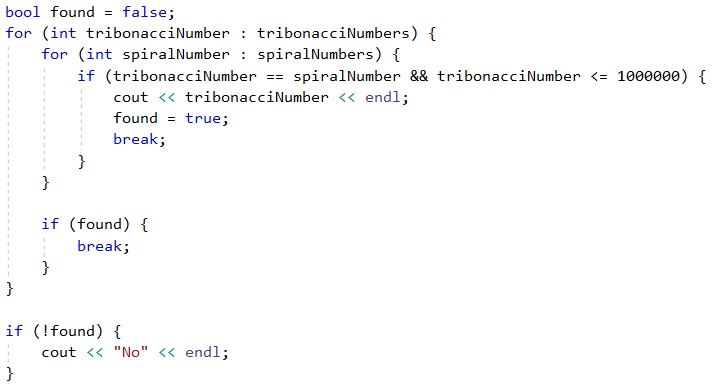 bool found = false;
for (int tribonacciNumber : tribonacciNumbers) {
    for (int spiralNumber : spiralNumbers) {
        if (tribonacciNumber == spiralNumber && tribonacciNumber <= 1000000) {
            cout << tribonacciNumber << endl;
            found = true;
            break;
        }
    }

    if (found) {
        break;
    }
}

if (!found) {
    cout << "No" << endl;
}